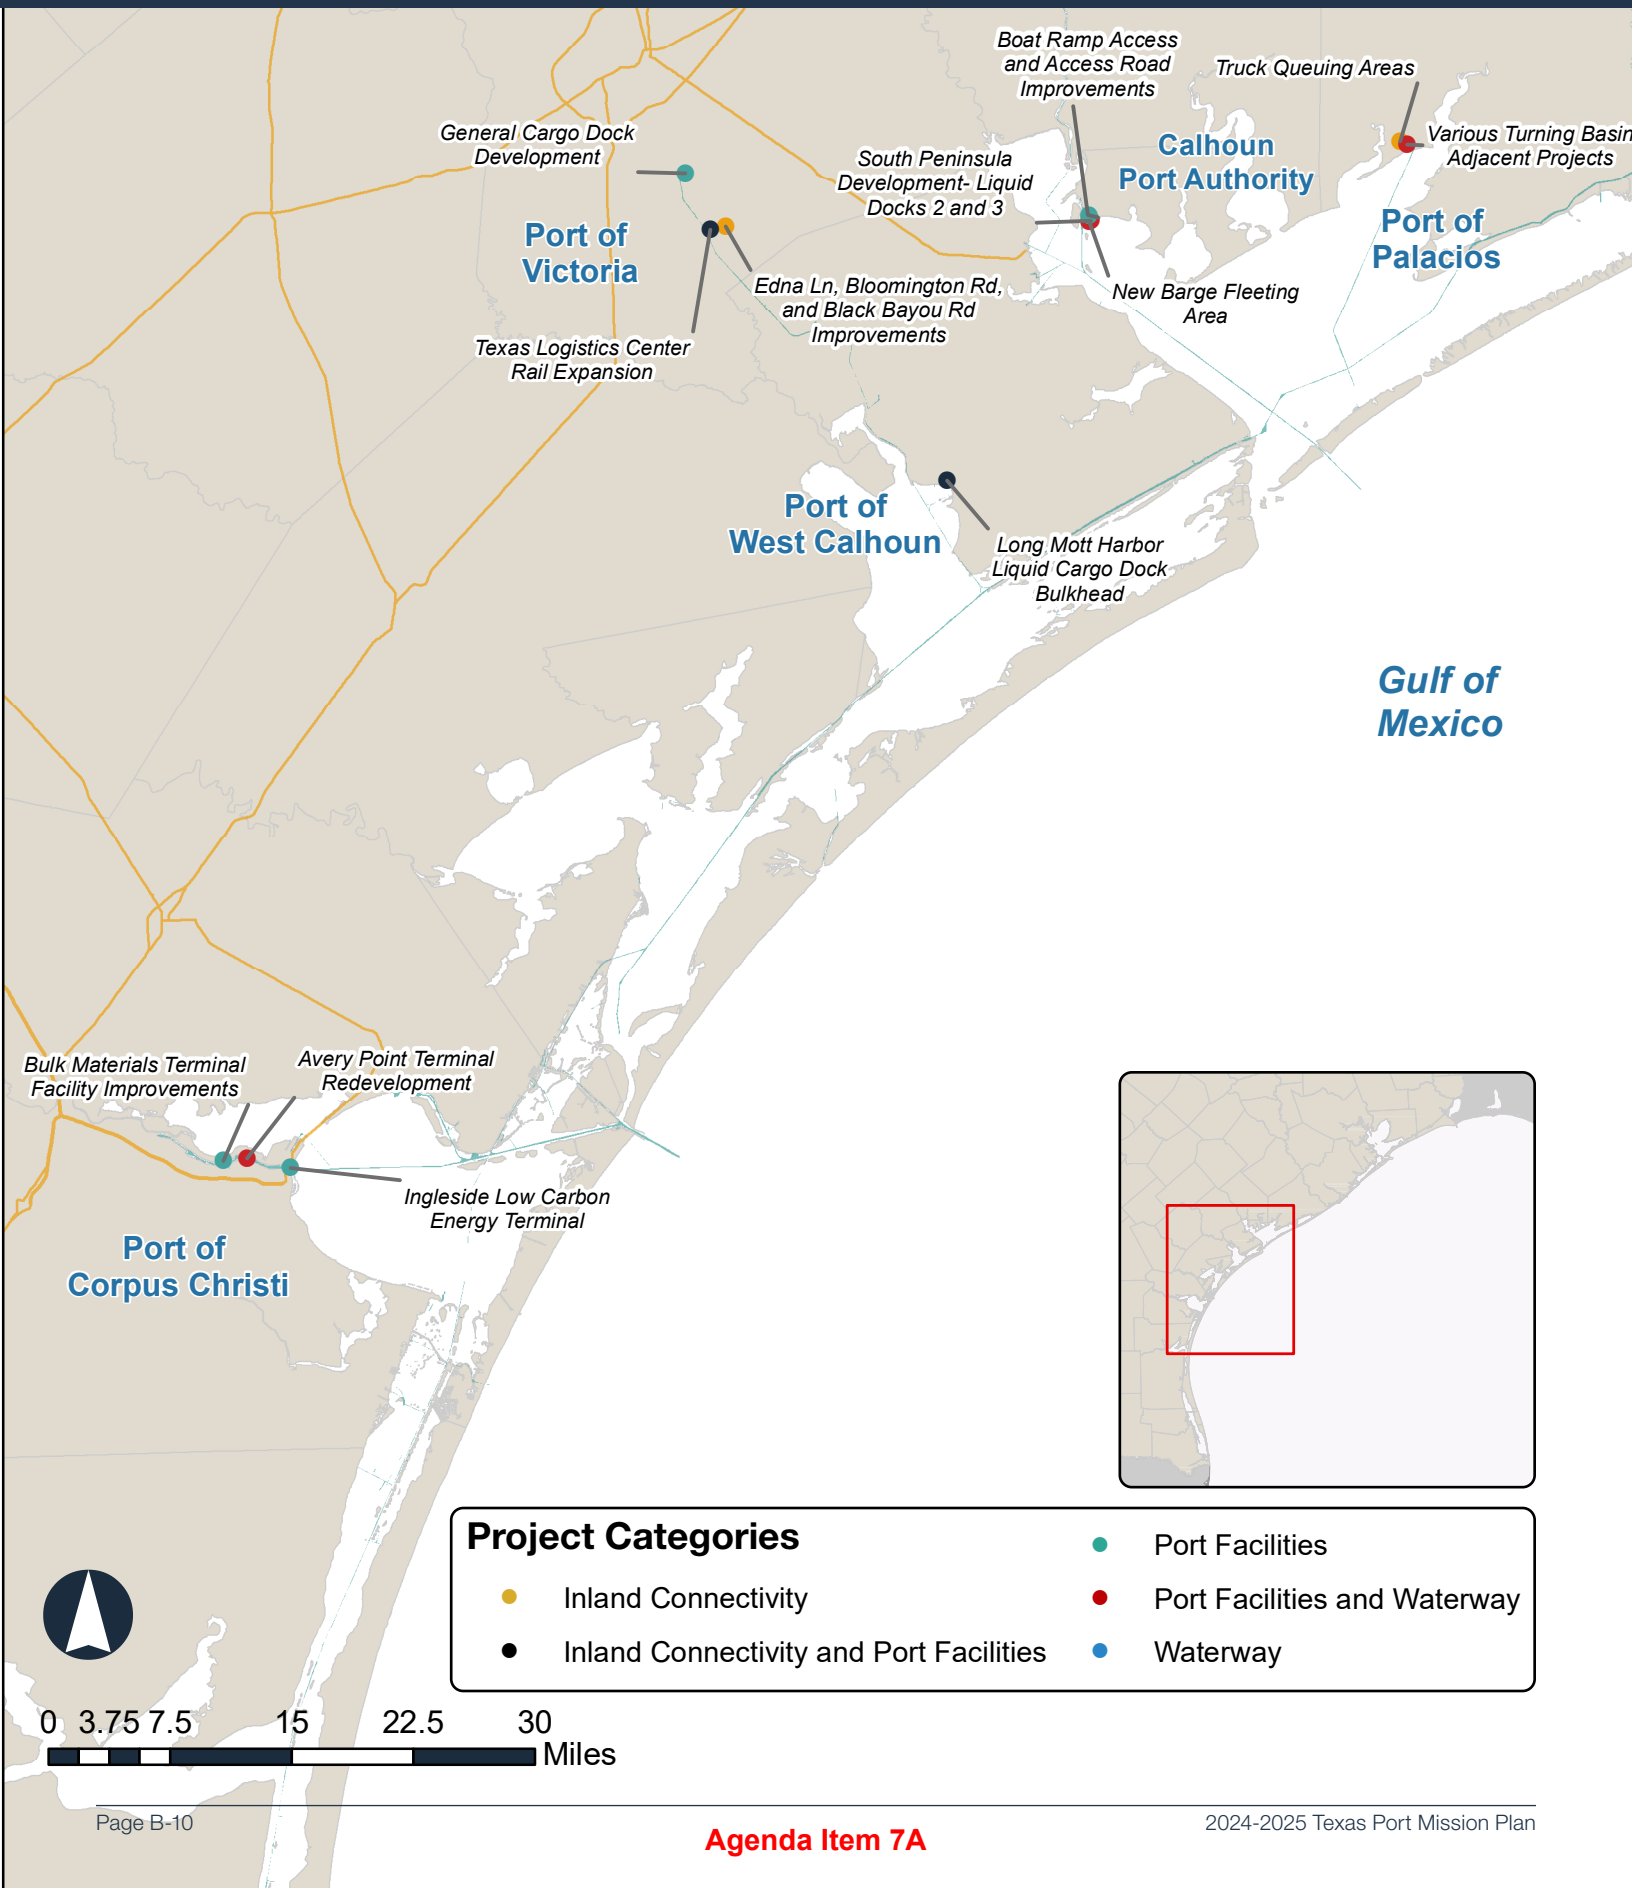 Boat Ramp Access
and Access Road
Improvements
Truck Queuing Areas
General Cargo Dock
Development
South Peninsula
Development- Liquid
Docks 2 and 3
Calhoun
Port Authority
Various Turning Basin
Adjacent Projects
Port of
Victoria
Port of
Palacios
Edna Ln, Bloomington Rd,
and Black Bayou Rd
Improvements
New Barge Fleeting
Area
Texas Logistics Center
Rail Expansion
Port of
West Calhoun
Long Mott Harbor
Liquid Cargo Dock
Bulkhead
Gulf of
Mexico
Bulk Materials Terminal
Facility Improvements
Avery Point Terminal
Redevelopment
Ingleside Low Carbon
Energy Terminal
Port of
Corpus Christi
Project Categories
Inland Connectivity
Inland Connectivity and Port Facilities
Port Facilities
Port Facilities and Waterway
Waterway
0 3.75 7.5 15 22.5 30
Miles
Page B-10
2024-2025 Texas Port Mission Plan
Agenda Item 7A